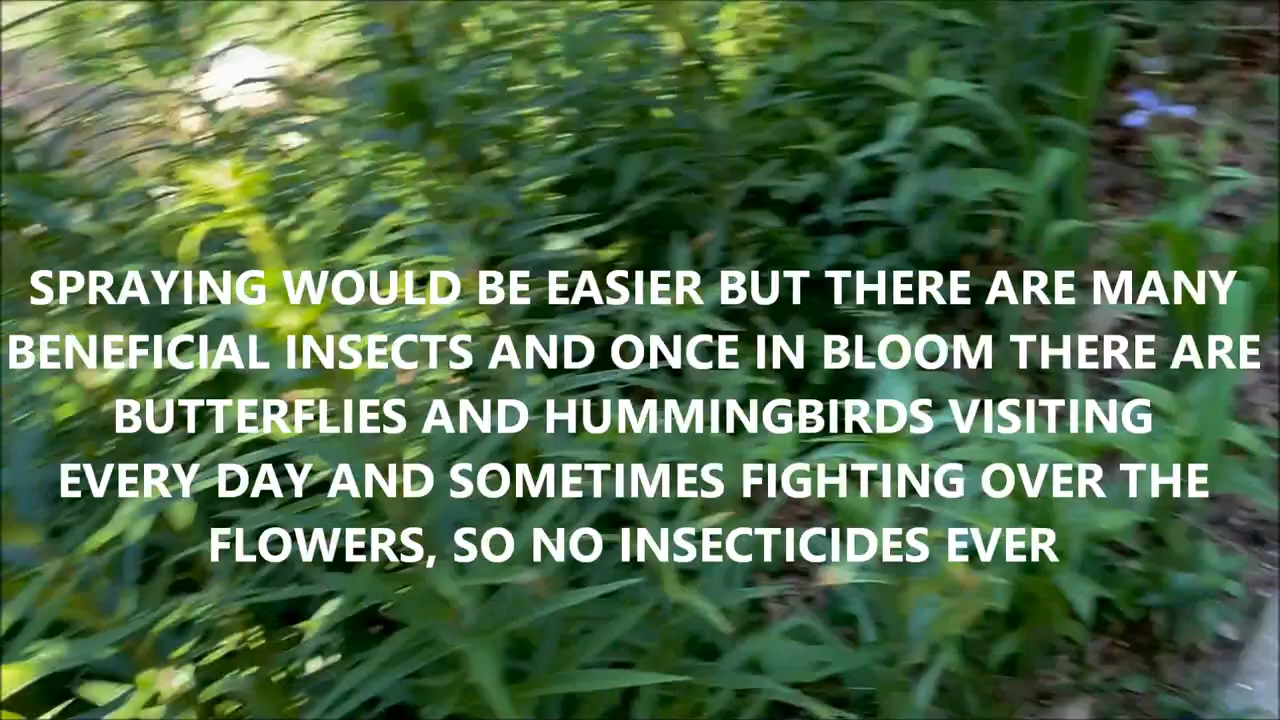 SPRAYING WOULD BE EASIER BUT THERE ARE MANY
BENEFICIAL INSECTS AND ONCE IN BLOOM THERE ARE
BUTTERFLIES AND HUMMINGBIRDS VISITING
EVERY DAY AND SOMETIMES FIGHTING OVER THE
FLOWERS, SO NO INSECTICIDES EVER